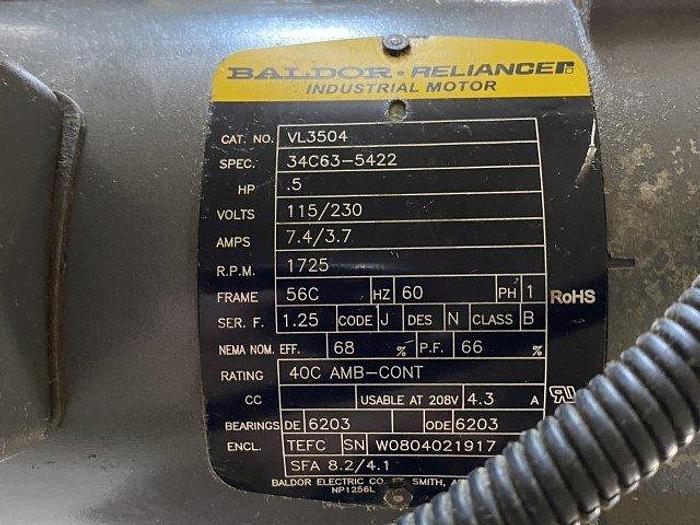 BALDOR · RELIANCER
INDUSTRIAL MOTOR
CAT. NO. VL3504
SPEC. 34C63-5422
HP .5
VOLTS 115/230
AMPS 7.4/3.7
R.P.M. 1725
FRAME 56C HZ 60 PH 1 RoHS
SER. F. 1.25 CODE J DES N CLASS B
NEMA NOM. EFF. 68 % P.F. 66 %
RATING 40C AMB-CONT
CC USABLE AT 208V 4.3 A
BEARINGS DE 6203 ODE 6203
ENCL. TEFC SN W0804021917
SFA 8.2/4.1
BALDOR ELECTRIC CO. SMITH,
NP1256L